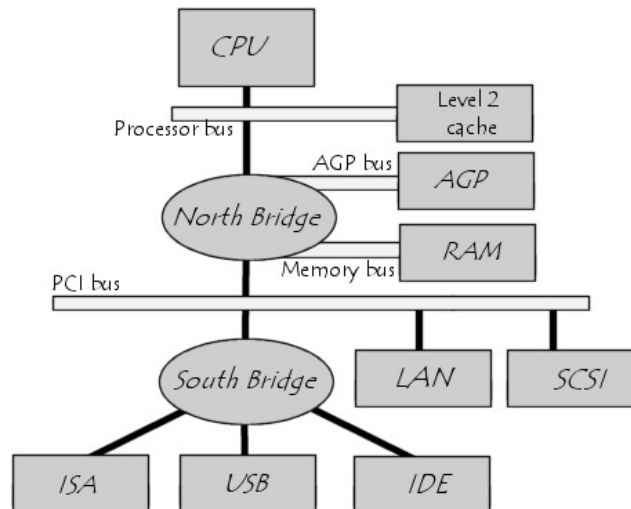 CPU
Level 2
cache
Processor bus
AGP bus
AGP
North Bridge
RAM
Memory bus
PCI bus
South Bridge
LAN
SCSI
ISA
USB
IDE